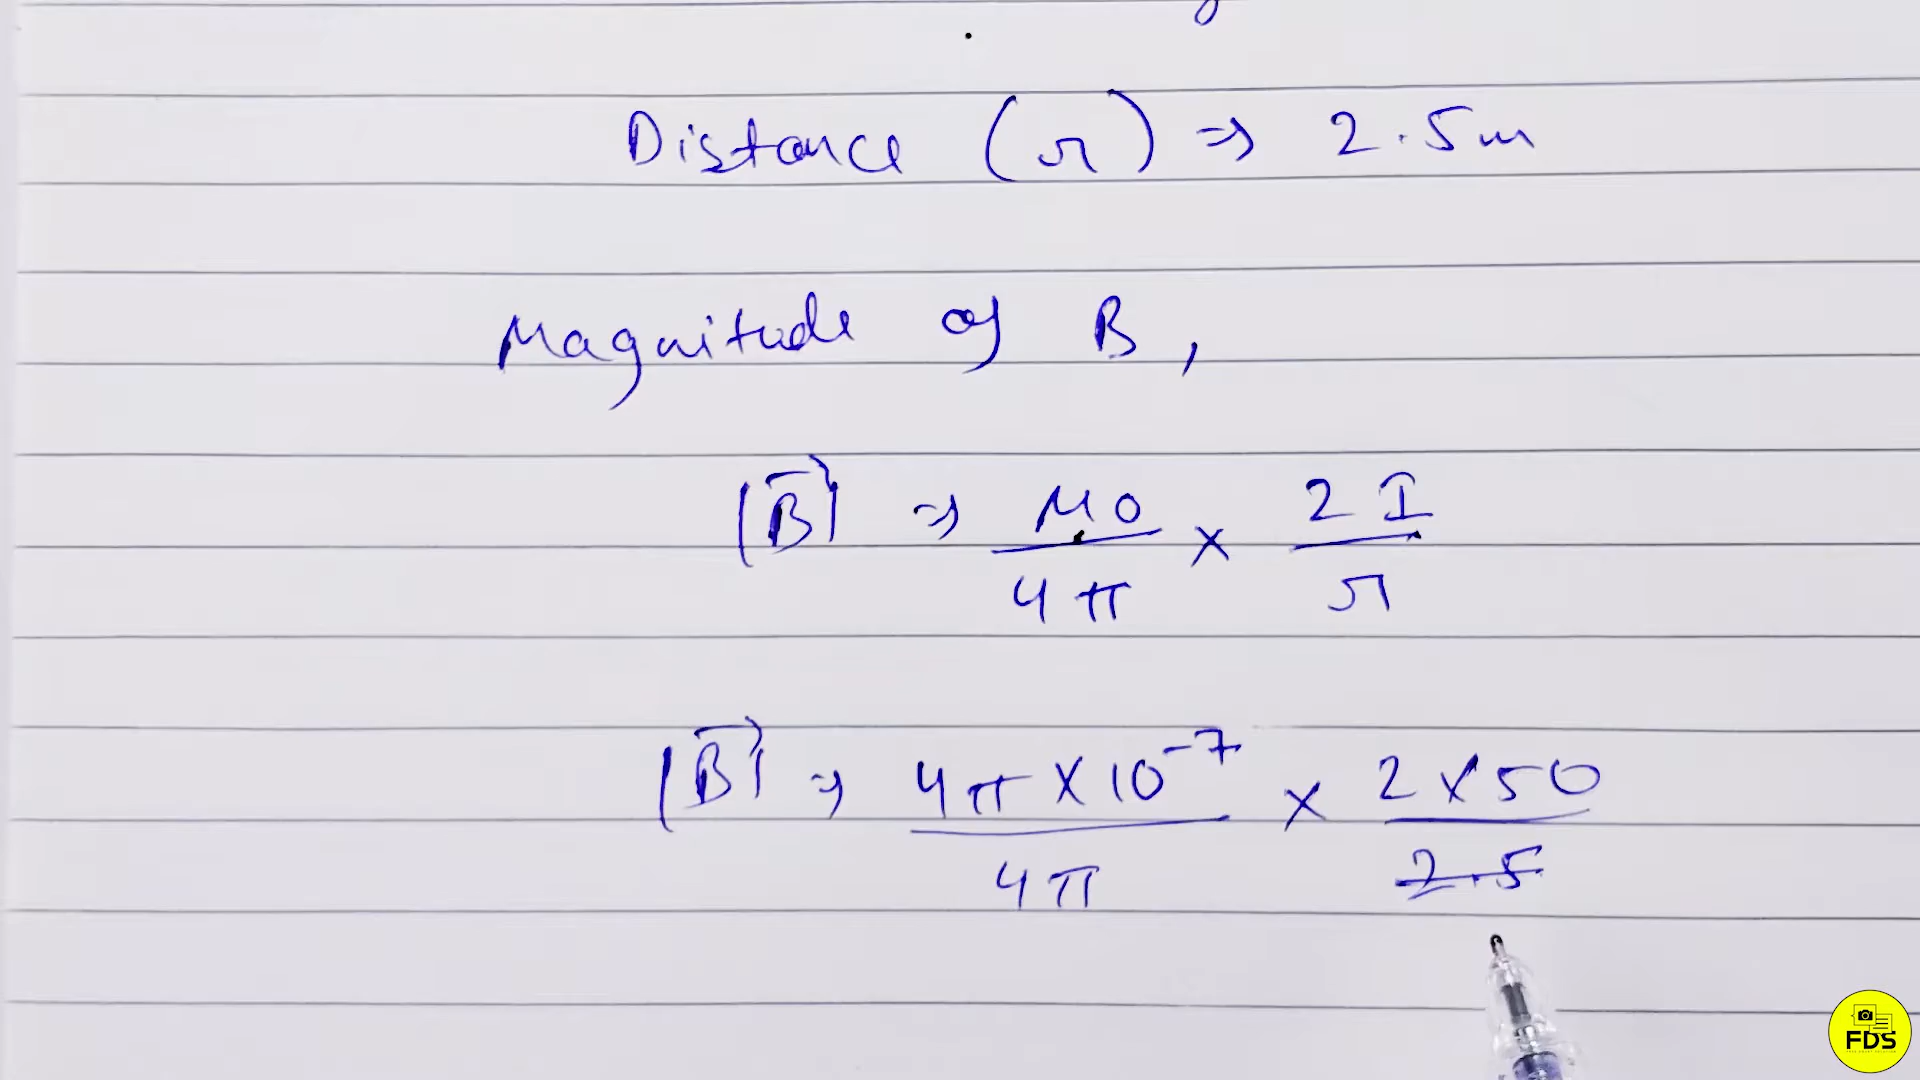 Distance (r) ⇒ 2.5m
Magnitude of B,
|B⃗| ⇒ μ0/4π × 2I/r
|B⃗| ⇒ 4π×10⁻⁷/4π × 2×50/2.5
FDS